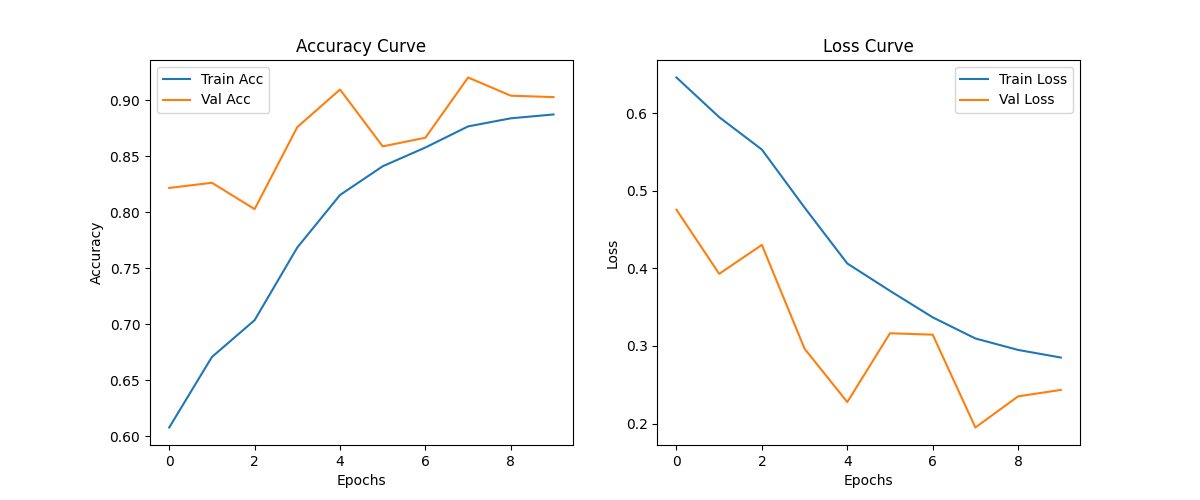 Accuracy Curve
Train Acc
Val Acc
0.90
0.85
0.80
0.75
0.70
0.65
0.60
Accuracy
0 2 4 6 8
Epochs
Loss Curve
Train Loss
Val Loss
0.6
0.5
0.4
0.3
0.2
Loss
0 2 4 6 8
Epochs